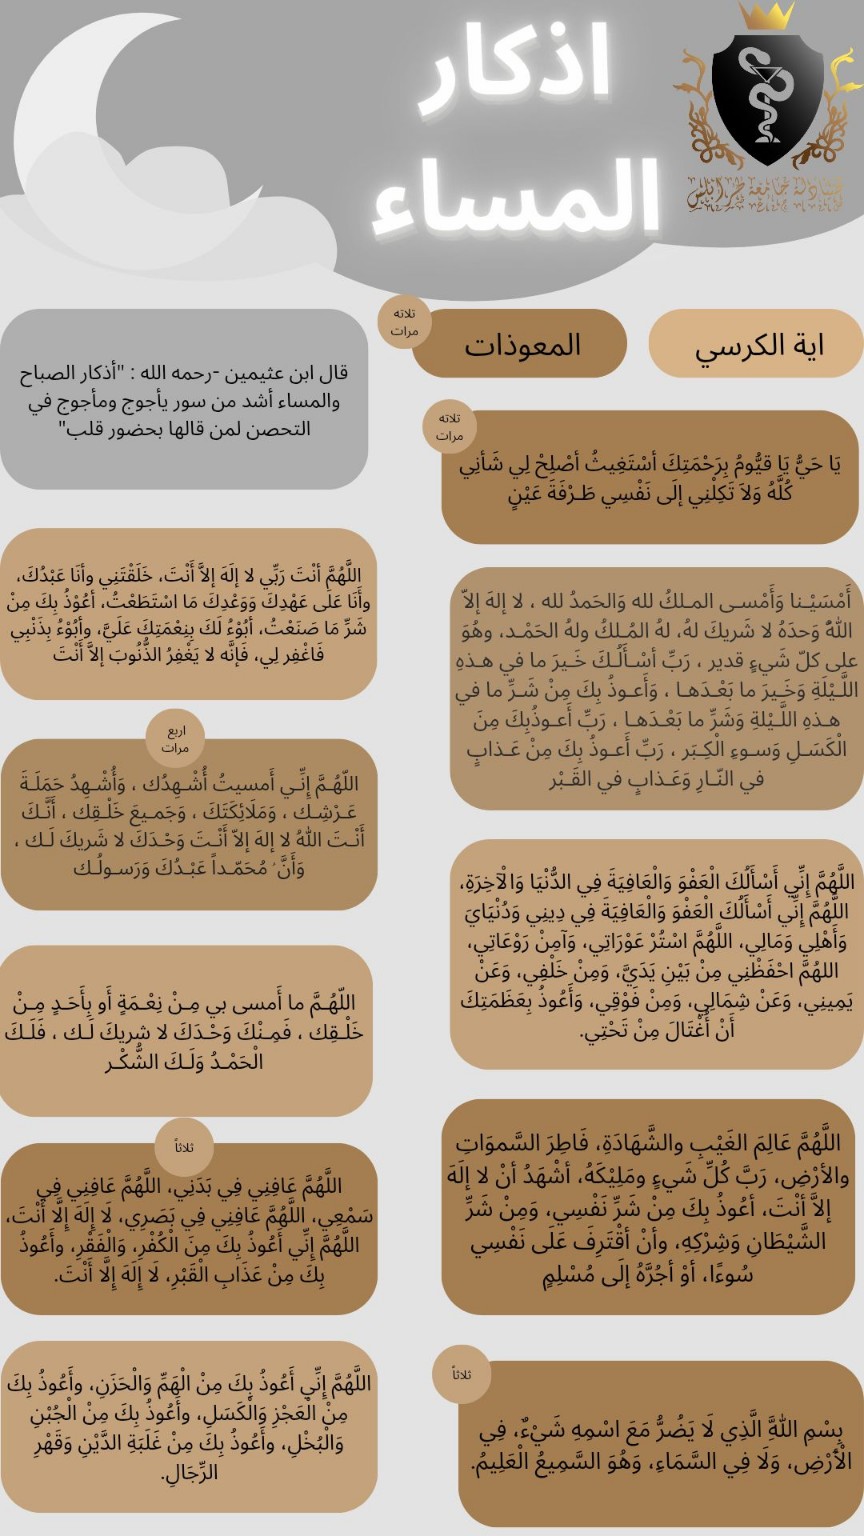 اذكار
المساء
صيادلة جامعة طرابلس
اية الكرسي
المعوذات
ثلاثه
مرات
ثلاثه
مرات
يَا حَيُّ يَا قيُّومُ بِرَحْمَتِكَ أسْتَغِيثُ أصْلِحْ لِي شَأنِي
كُلَّهُ وَلاَ تَكِلْنِي إلَى نَفْسِي طَـرْفَةَ عَيْنٍ
أَمْسَيْـنا وَأَمْسـى المـلكُ لله وَالحَمدُ لله ، لا إلهَ إلاّ
اللّهُ وَحدَهُ لا شَريكَ لهُ، لهُ المُـلكُ ولهُ الحَمْـد، وهُوَ
على كلّ شَيءٍ قدير ، رَبِّ أسْـأَلُـكَ خَـيرَ ما في هـذهِ
اللَّـيْلَةِ وَخَـيرَ ما بَعْـدَهـا ، وَأَعـوذُ بِكَ مِنْ شَـرِّ ما في
هـذهِ اللَّـيْلةِ وَشَرِّ ما بَعْـدَهـا ، رَبِّ أَعـوذُبِكَ مِنَ
الْكَسَـلِ وَسـوءِ الْكِـبَر ، رَبِّ أَعـوذُ بِكَ مِنْ عَـذابٍ
في النّـارِ وَعَـذابٍ في القَـبْر
اللَّهُمَّ إِنِّي أَسْأَلُكَ الْعَفْوَ وَالْعَافِيَةَ فِي الدُّنْيَا وَالْآخِرَةِ،
اللَّهُمَّ إِنِّي أَسْأَلُكَ الْعَفْوَ وَالْعَافِيَةَ فِي دِينِي وَدُنْيَايَ
وَأَهْلِي وَمَالِي، اللَّهُمَّ اسْتُرْ عَوْرَاتِي، وَآمِنْ رَوْعَاتِي،
اللهُمَّ احْفَظْنِي مِنْ بَيْنِ يَدَيَّ، وَمِنْ خَلْفِي، وَعَنْ
يَمِينِي، وَعَنْ شِمَالِي، وَمِنْ فَوْقِي، وَأَعُوذُ بِعَظَمَتِكَ
أَنْ أُغْتَالَ مِنْ تَحْتِي.
اللَّهُمَّ عَالِمَ الغَيْبِ والشَّهَادَةِ، فَاطِرَ السَّموَاتِ
والأرْضِ، رَبَّ كُلِّ شَيءٍ ومَلِيْكَهُ، أشْهَدُ أنْ لا إلَهَ
إلاَّ أنْتَ، أعُوذُ بِكَ مِنْ شَرِّ نَفْسِي، وَمِنْ شَرِّ
الشَّيْطَانِ وَشِرْكِهِ، وأنْ أقْتَرِفَ عَلَى نَفْسِي
سُوءًا، أوْ أجُرَّهُ إلَى مُسْلِمٍ
ثلاثاً
بِسْمِ اللَّهِ الَّذِي لَا يَضُرُّ مَعَ اسْمِهِ شَيْءٌ، فِي
الْأَرْضِ، وَلَا فِي السَّمَاءِ، وَهُوَ السَّمِيعُ الْعَلِيمُ.
قال ابن عثيمين -رحمه الله : "أذكار الصباح
والمساء أشد من سور يأجوج ومأجوج في
التحصن لمن قالها بحضور قلب"
اللَّهُمَّ أنْتَ رَبِّي لا إلَهَ إلاَّ أَنْتَ، خَلَقْتَنِي وأنَا عَبْدُكَ،
وأَنَا عَلَى عَهْدِكَ وَوَعْدِكَ مَا اسْتَطَعْتُ، أعُوْذُ بِكَ مِنْ
شَرِّ مَا صَنَعْتُ، أبُوْءُ لَكَ بِنِعْمَتِكَ عَلَيَّ، وأبُوْءُ بِذَنْبِي
فَاغْفِر لِي، فَإنَّه لا يَغْفِرُ الذُّنُوبَ إلاَّ أنْتَ
اربع
مرات
اللّهُـمَّ إِنِّـي أَمسيتُ أُشْـهِدُك ، وَأُشْـهِدُ حَمَلَـةَ
عَـرْشِـك ، وَمَلَائِكَتَكَ ، وَجَمـيعَ خَلْـقِك ، أَنَّـكَ
أَنْـتَ اللهُ لا إلهَ إلاّ أَنْـتَ وَحْـدَكَ لا شَريكَ لَـك ،
وَأَنَّ ُ مُحَمّـداً عَبْـدُكَ وَرَسـولُـك
اللّهُـمَّ ما أَمسى بي مِـنْ نِعْـمَةٍ أَو بِأَحَـدٍ مِـنْ
خَلْـقِك ، فَمِـنْكَ وَحْـدَكَ لا شريكَ لَـك ، فَلَـكَ
الْحَمْـدُ وَلَـكَ الشُّكْـر
ثلاثاً
اللَّهُمَّ عَافِنِي فِي بَدَنِي، اللَّهُمَّ عَافِنِي فِي
سَمْعِي، اللَّهُمَّ عَافِنِي فِي بَصَرِي، لَا إِلَهَ إِلَّا أَنْتَ،
اللَّهُمَّ إِنِّي أَعُوذُ بِكَ مِنَ الْكُفْرِ، وَالْفَقْرِ، وَأَعُوذُ
بِكَ مِنْ عَذَابِ الْقَبْرِ، لَا إِلَهَ إِلَّا أَنْتَ.
اللَّهُمَّ إِنِّي أَعُوذُ بِكَ مِنْ الْهَمِّ وَالْحَزَنِ، وأَعُوذُ بِكَ
مِنْ الْعَجْزِ وَالْكَسَلِ، وأَعُوذُ بِكَ مِنْ الْجُبْنِ
وَالْبُخْلِ، وأَعُوذُ بِكَ مِنْ غَلَبَةِ الدَّيْنِ وَقَهْرِ
الرِّجَالِ.